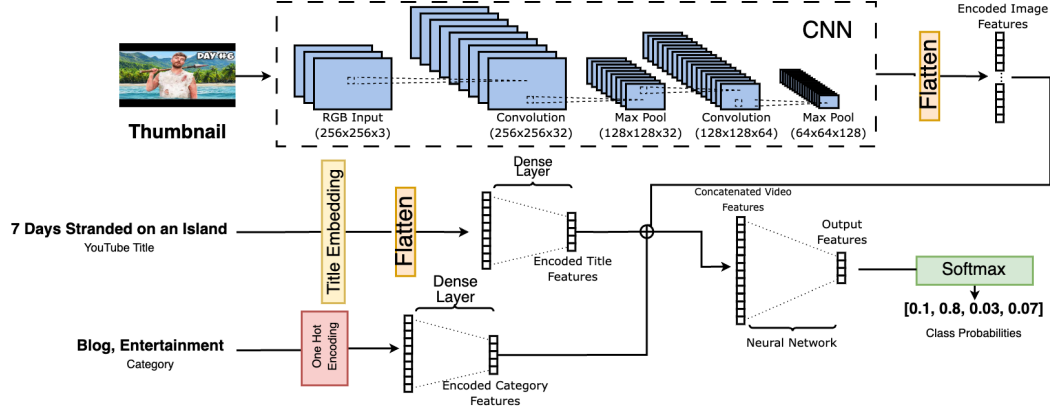 CNN
Encoded Image
Features
DAY #6
Flatten
Thumbnail
RGB Input
(256x256x3)
Convolution
(256x256x32)
Max Pool
(128x128x32)
Convolution
(128x128x64)
Max Pool
(64x64x128)
Dense
Layer
Title Embedding
Flatten
Concatenated Video
Features
7 Days Stranded on an Island
YouTube Title
Encoded Title
Features
Output
Features
Softmax
[0.1, 0.8, 0.03, 0.07]
Class Probabilities
Dense
Layer
One Hot
Encoding
Blog, Entertainment
Category
Encoded Category
Features
Neural Network